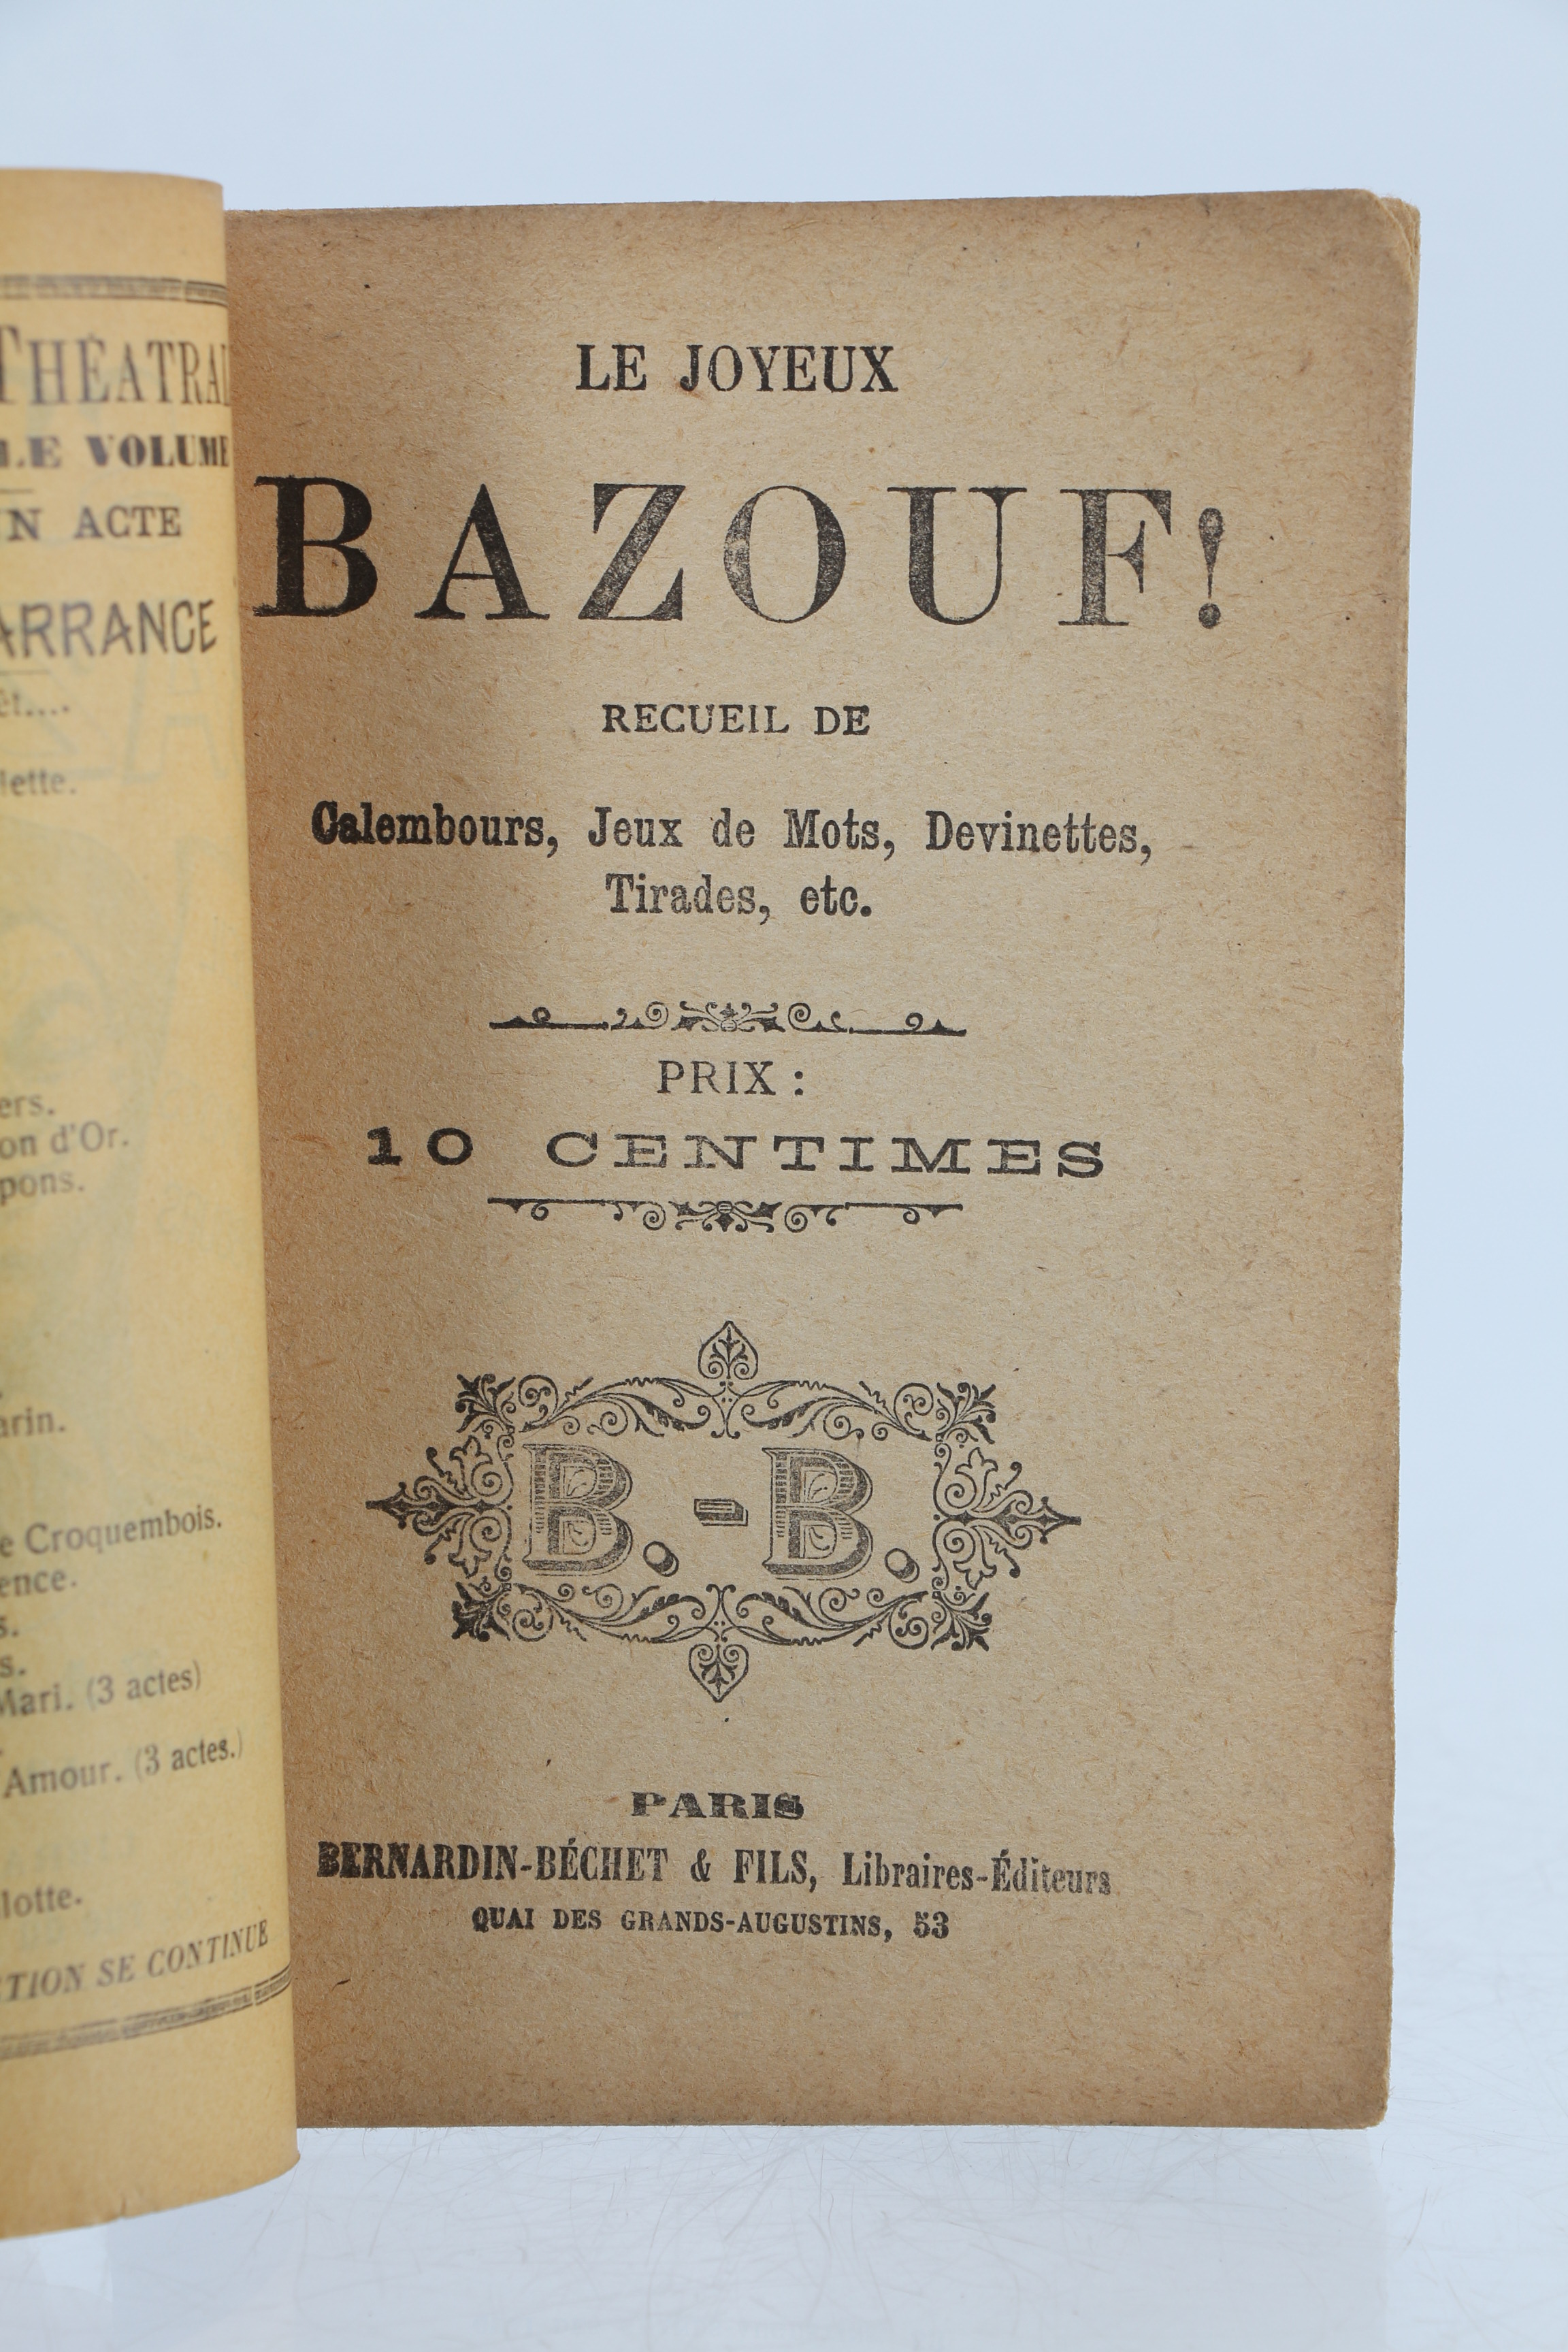 THÉATRAL
LE VOLUME
UN ACTE
ARRANCE
lette.
ers.
on d'Or.
pons.
arin.
e Croquembois.
ence.
s.
s.
Mari. (3 actes)
Amour. (3 actes.)
lotte.
CTION SE CONTINUE
LE JOYEUX
BAZOUF!
RECUEIL DE
Calembours, Jeux de Mots, Devinettes,
Tirades, etc.
PRIX :
10 CENTIMES
B.-B.
PARIS
BERNARDIN-BÉCHET & FILS, Libraires-Éditeurs
QUAI DES GRANDS-AUGUSTINS, 53